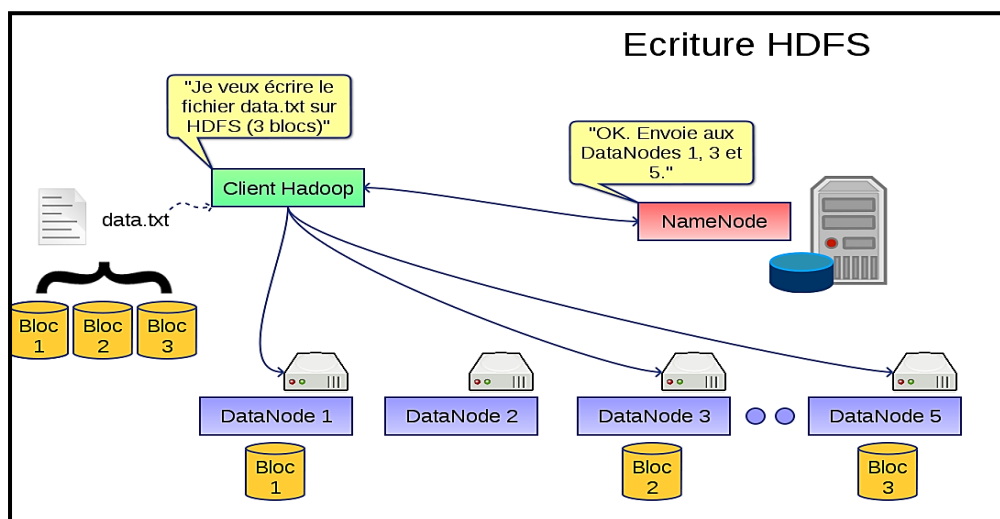 Ecriture HDFS
"Je veux écrire le
fichier data.txt sur
HDFS (3 blocs)"
"OK. Envoie aux
DataNodes 1, 3 et
5."
Client Hadoop
NameNode
data.txt
Bloc
1
Bloc
2
Bloc
3
DataNode 1
DataNode 2
DataNode 3
DataNode 5
Bloc
1
Bloc
2
Bloc
3